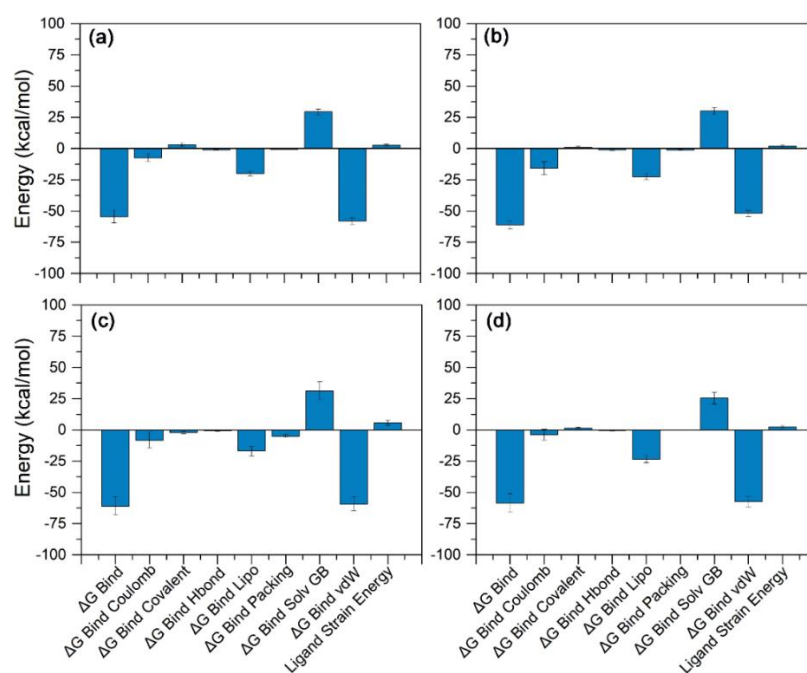 (a)
(b)
100
75
50
25
0
-25
-50
-75
-100
Energy (kcal/mol)
100
75
50
25
0
-25
-50
-75
-100
(c)
(d)
100
75
50
25
0
-25
-50
-75
-100
Energy (kcal/mol)
100
75
50
25
0
-25
-50
-75
-100
ΔG Bind
ΔG Bind Coulomb
ΔG Bind Covalent
ΔG Bind Hbond
ΔG Bind Lipo
ΔG Bind Packing
ΔG Bind Solv GB
ΔG Bind vdW
Ligand Strain Energy
ΔG Bind
ΔG Bind Coulomb
ΔG Bind Covalent
ΔG Bind Hbond
ΔG Bind Lipo
ΔG Bind Packing
ΔG Bind Solv GB
ΔG Bind vdW
Ligand Strain Energy